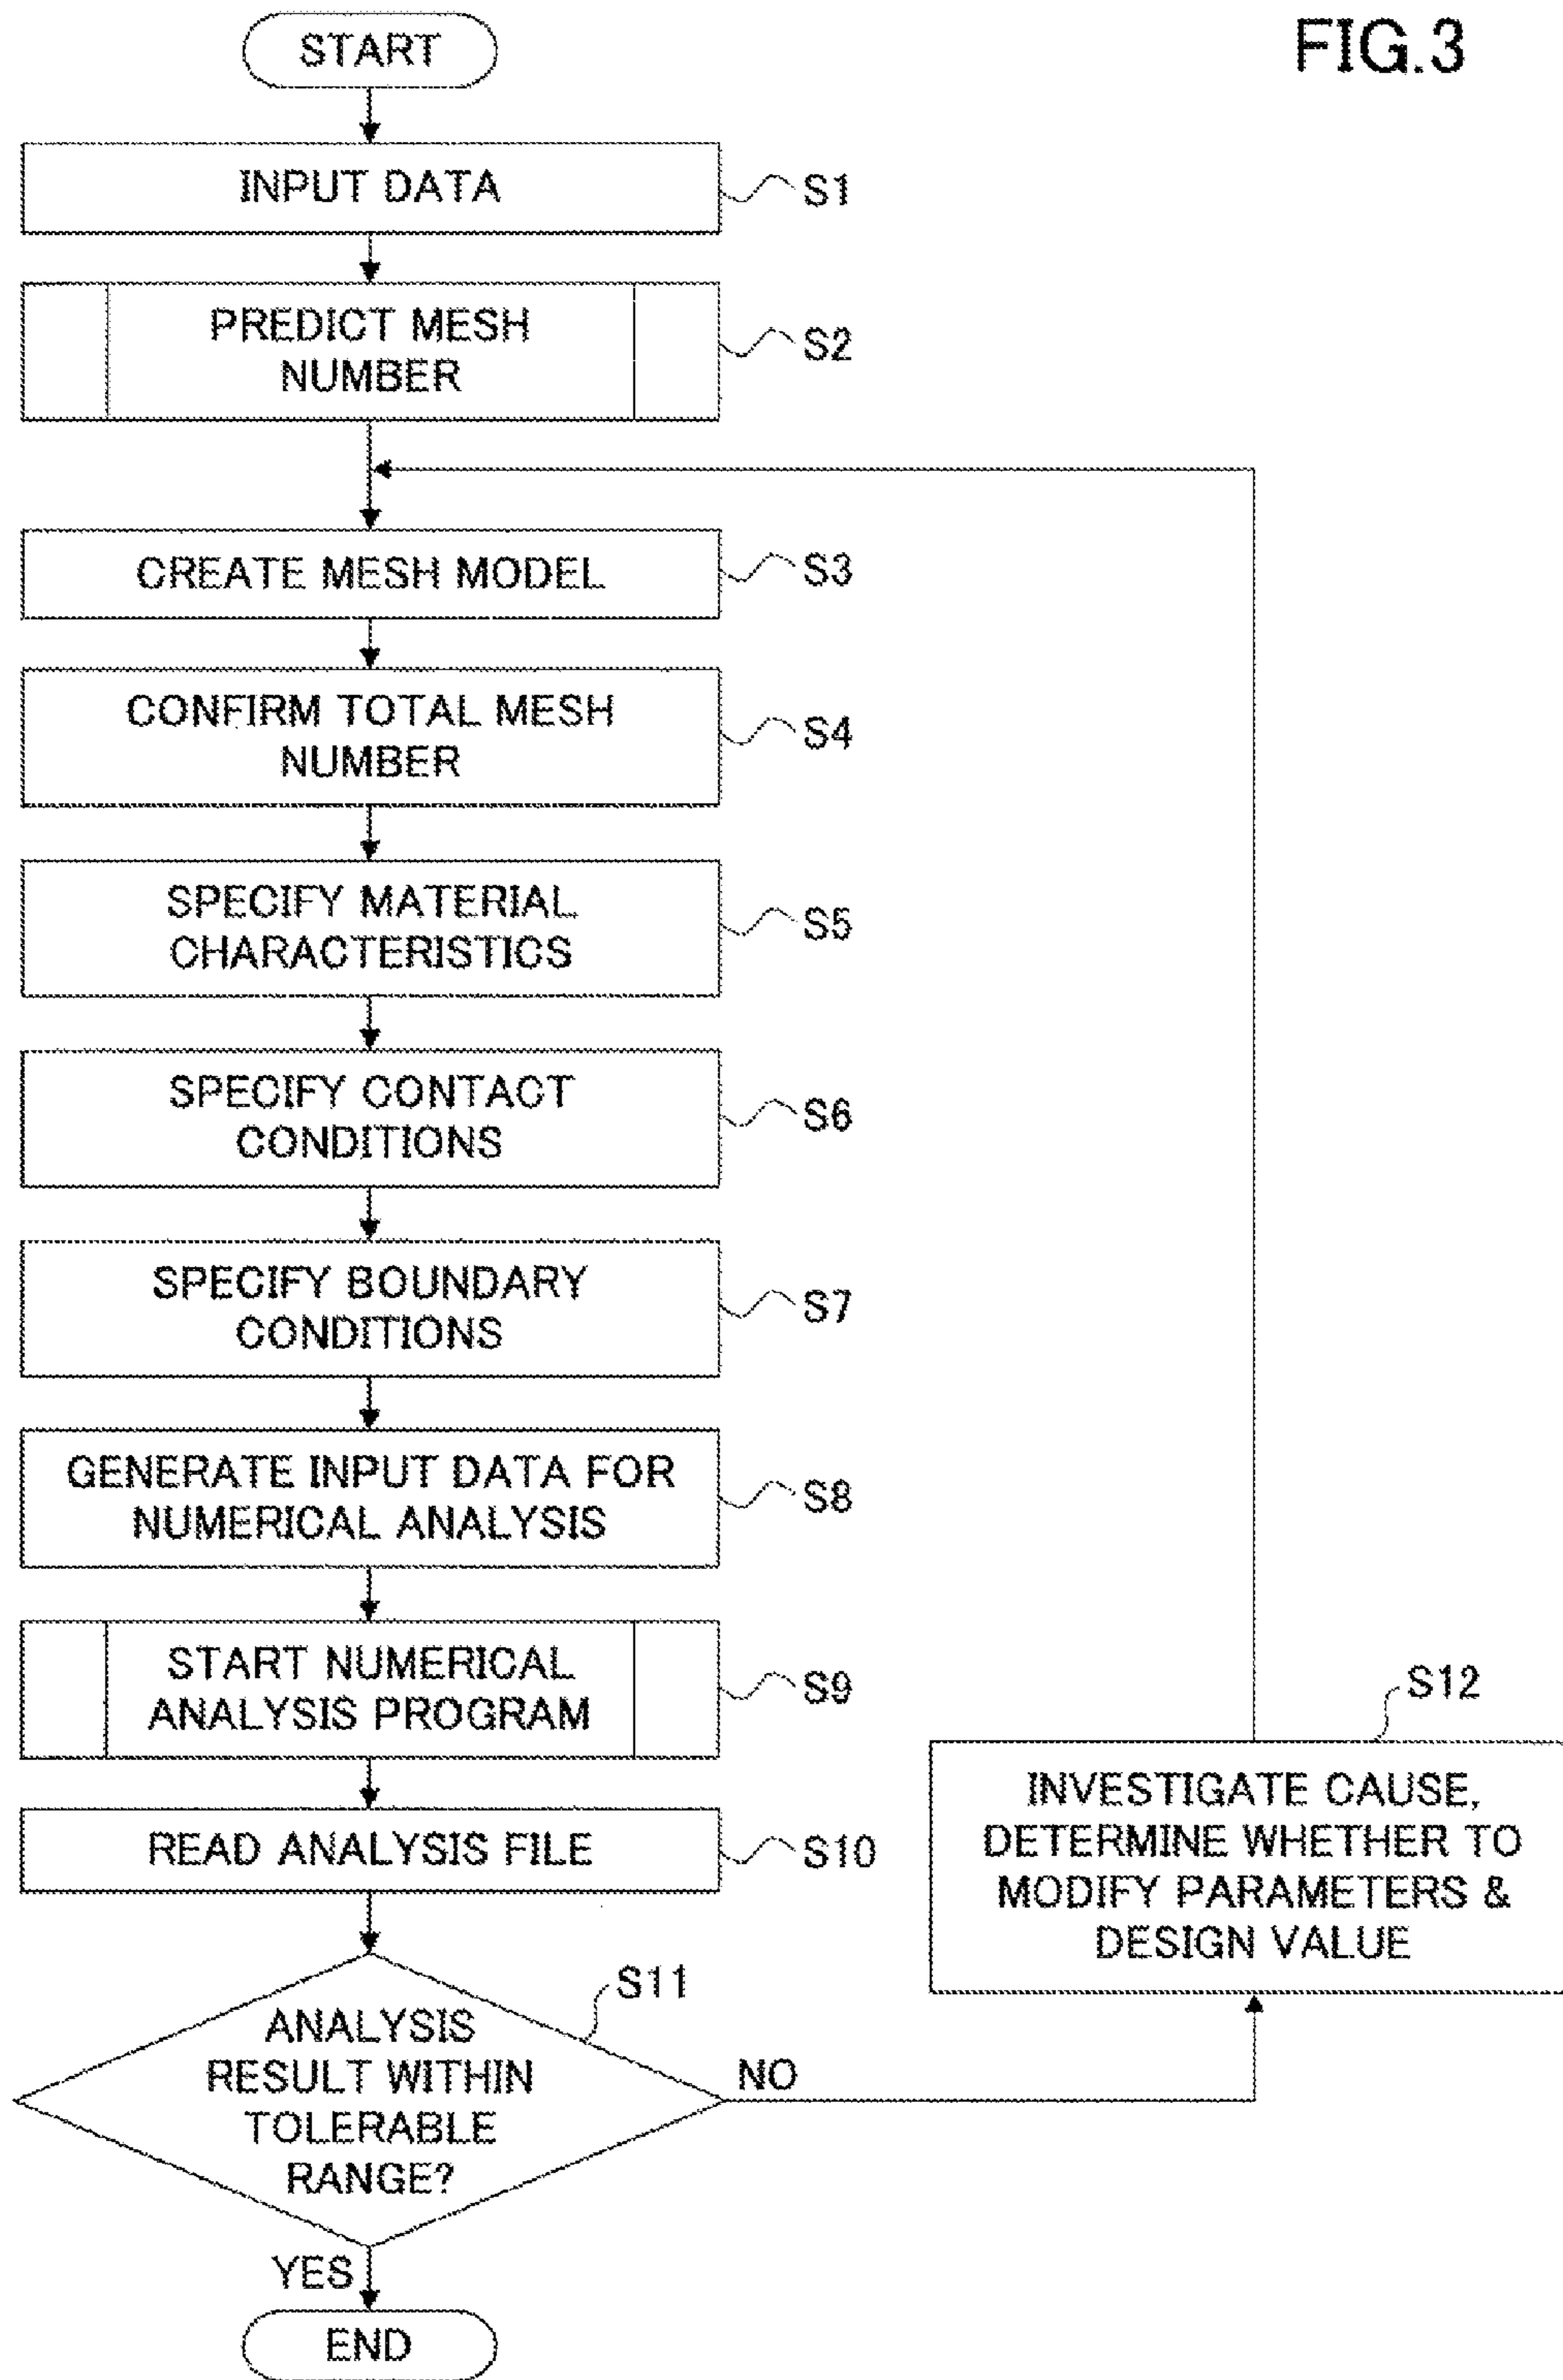 FIG.3
START
INPUT DATA
S1
PREDICT MESH
NUMBER
S2
CREATE MESH MODEL
S3
CONFIRM TOTAL MESH
NUMBER
S4
SPECIFY MATERIAL
CHARACTERISTICS
S5
SPECIFY CONTACT
CONDITIONS
S6
SPECIFY BOUNDARY
CONDITIONS
S7
GENERATE INPUT DATA FOR
NUMERICAL ANALYSIS
S8
START NUMERICAL
ANALYSIS PROGRAM
S9
READ ANALYSIS FILE
S10
ANALYSIS
RESULT WITHIN
TOLERABLE
RANGE?
S11
NO
S12
INVESTIGATE CAUSE,
DETERMINE WHETHER TO
MODIFY PARAMETERS &
DESIGN VALUE
YES
END